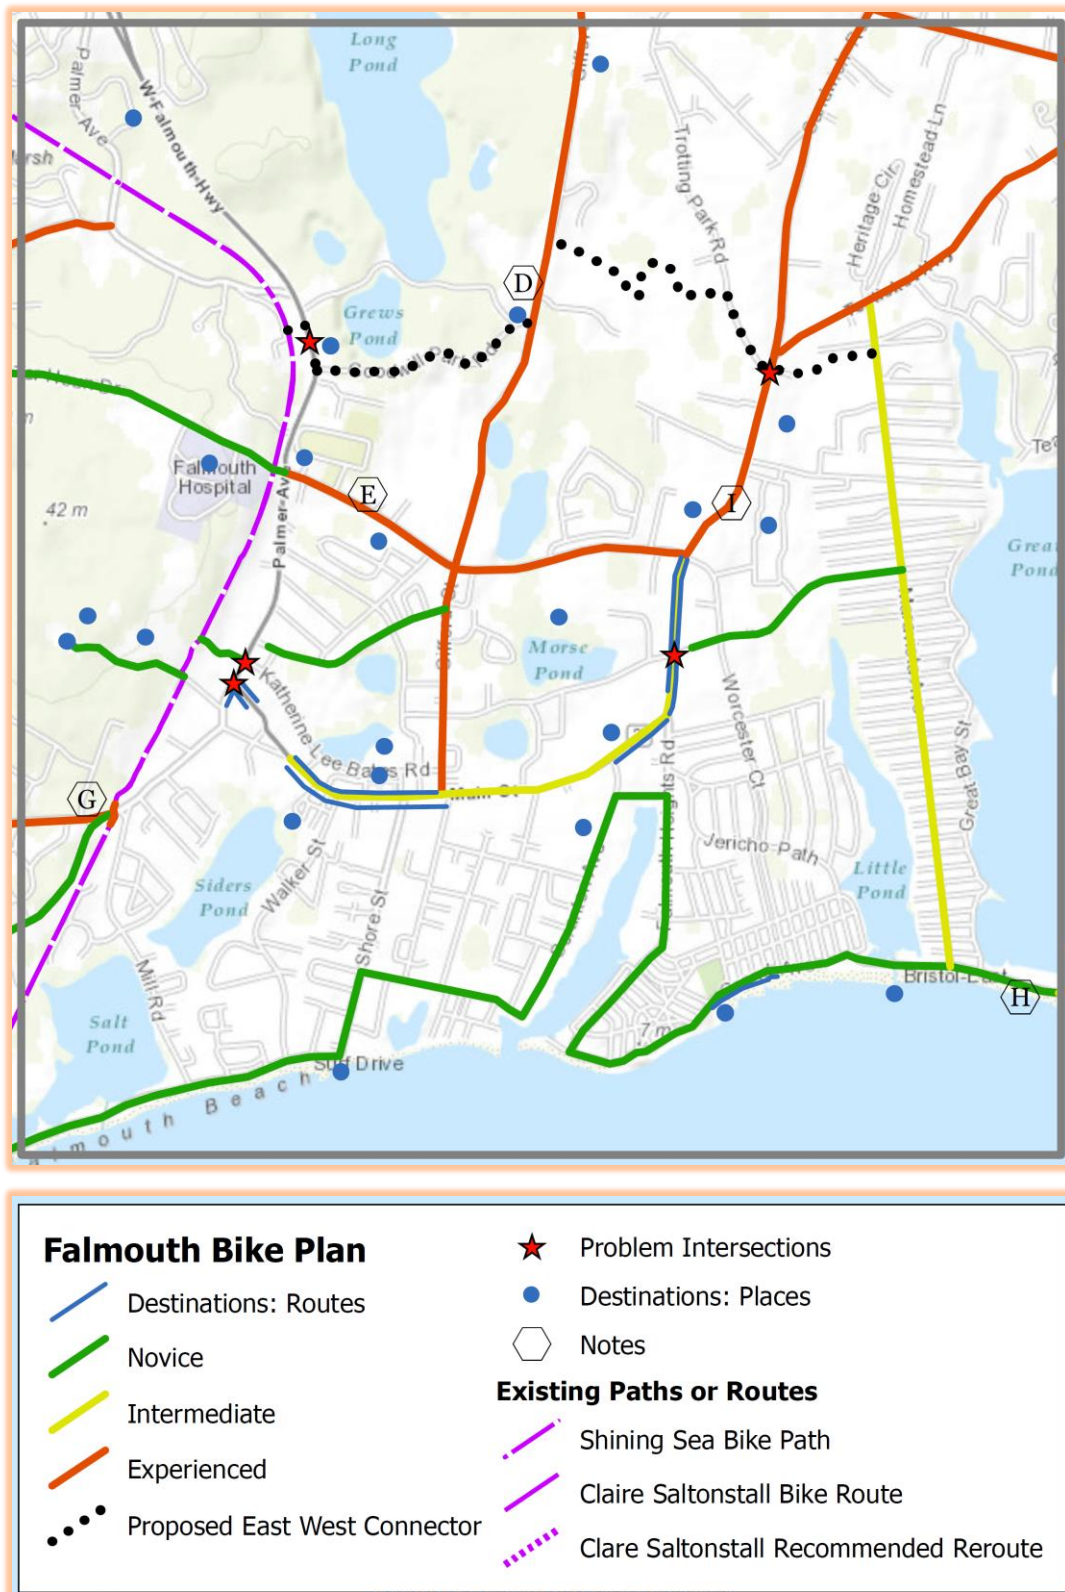 Long
Pond
Palmer-Ave
W-Falmouth-Hwy
Trotting Park Rd
Heritage Cir
Homestead Ln
D
Grews
Pond
Falmouth
Hospital
E
I
42 m
Palmer-Ave
Morse
Pond
Katherine Lee Bates Rd
Worcester Ct
Great Bay St
G
Main St
Jericho-Path
Siders
Pond
Walker St
Shore St
Little
Pond
Mill Rd
Bristol-East
H
Salt
Pond
7 m
Surf Drive
Beach
Falmouth Bike Plan
Destinations: Routes
Novice
Intermediate
Experienced
Proposed East West Connector
Problem Intersections
Destinations: Places
Notes
Existing Paths or Routes
Shining Sea Bike Path
Claire Saltonstall Bike Route
Clare Saltonstall Recommended Reroute